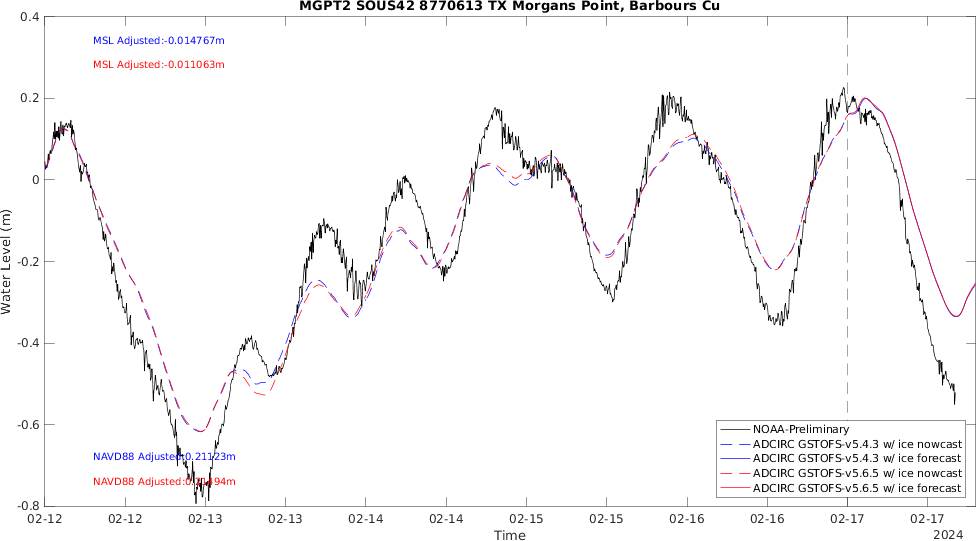 MGPT2 SOUS42 8770613 TX Morgans Point, Barbours Cu
0.4
0.2
0
-0.2
-0.4
-0.6
-0.8
Water Level (m)
MSL Adjusted:-0.014767m
MSL Adjusted:-0.011063m
NAVD88 Adjusted:0.21123m
NAVD88 Adjusted:0.21494m
NOAA-Preliminary
ADCIRC GSTOFS-v5.4.3 w/ ice nowcast
ADCIRC GSTOFS-v5.4.3 w/ ice forecast
ADCIRC GSTOFS-v5.6.5 w/ ice nowcast
ADCIRC GSTOFS-v5.6.5 w/ ice forecast
02-12 02-12 02-13 02-13 02-14 02-14 02-15 02-15 02-16 02-16 02-17 02-17
Time
2024